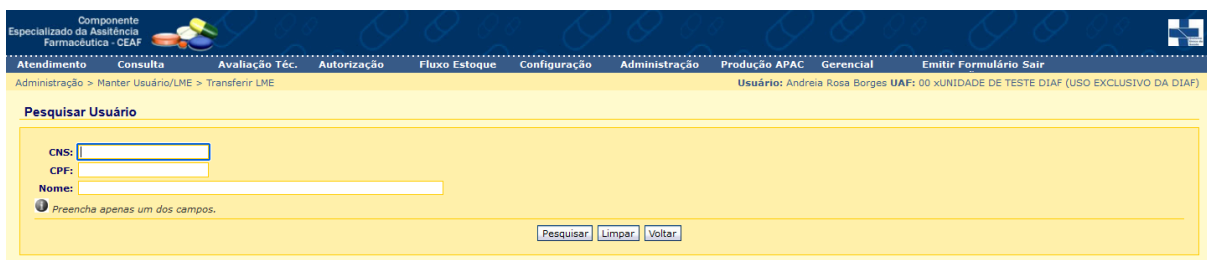 Componente
Especializado da Assitência
Farmacêutica - CEAF
Atendimento Consulta Avaliação Téc. Autorização Fluxo Estoque Configuração Administração Produção APAC Gerencial Emitir Formulário Sair
Administração > Manter Usuário/LME > Transferir LME Usuário: Andreia Rosa Borges UAF: 00 xUNIDADE DE TESTE DIAF (USO EXCLUSIVO DA DIAF)
Pesquisar Usuário
CNS:
CPF:
Nome:
Preencha apenas um dos campos.
Pesquisar Limpar Voltar